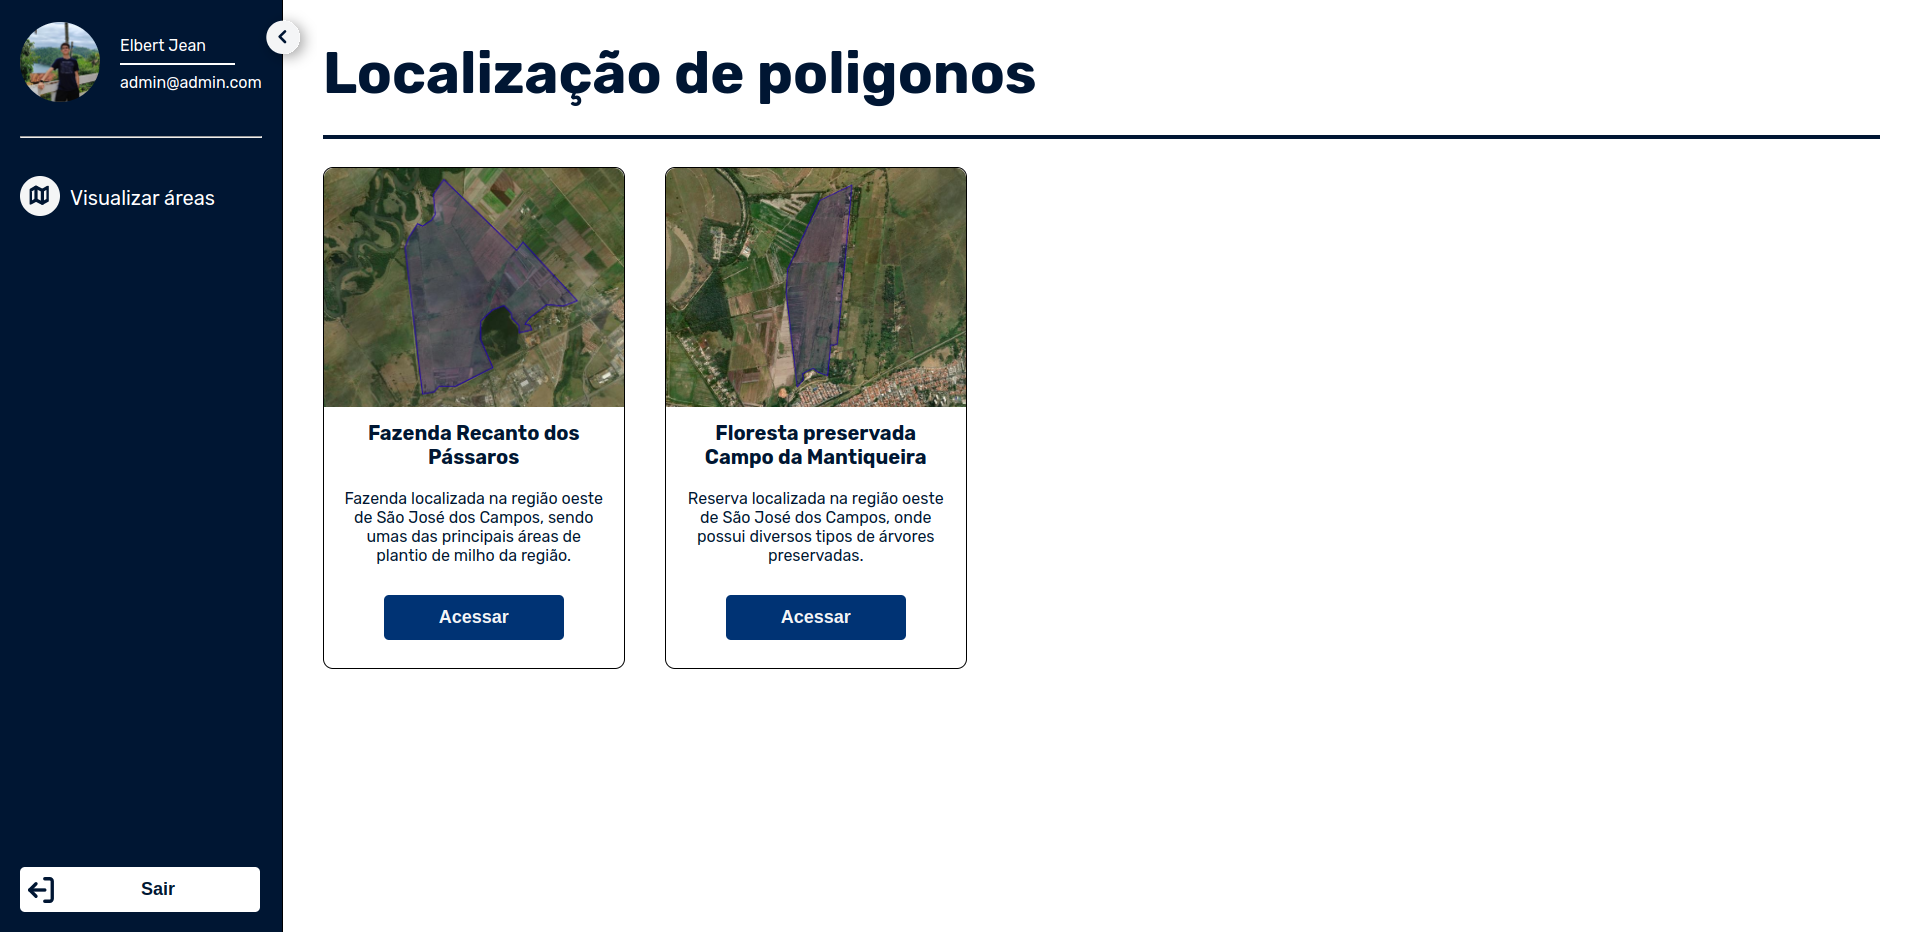 Elbert Jean
admin@admin.com
Visualizar áreas
Sair
Localização de poligonos
Fazenda Recanto dos
Pássaros
Fazenda localizada na região oeste
de São José dos Campos, sendo
umas das principais áreas de
plantio de milho da região.
Acessar
Floresta preservada
Campo da Mantiqueira
Reserva localizada na região oeste
de São José dos Campos, onde
possui diversos tipos de árvores
preservadas.
Acessar